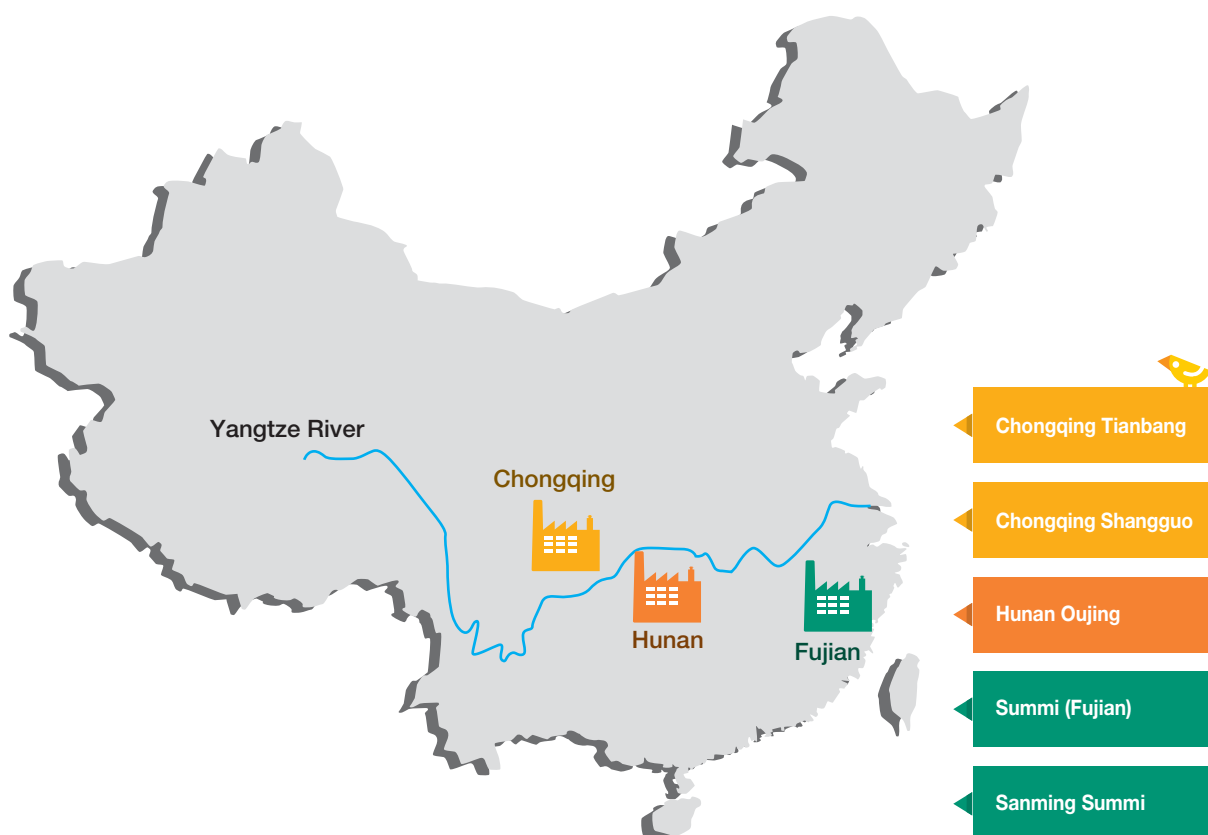 Yangtze River
Chongqing
Hunan
Fujian
Chongqing Tianbang
Chongqing Shangguo
Hunan Oujing
Summi (Fujian)
Sanming Summi